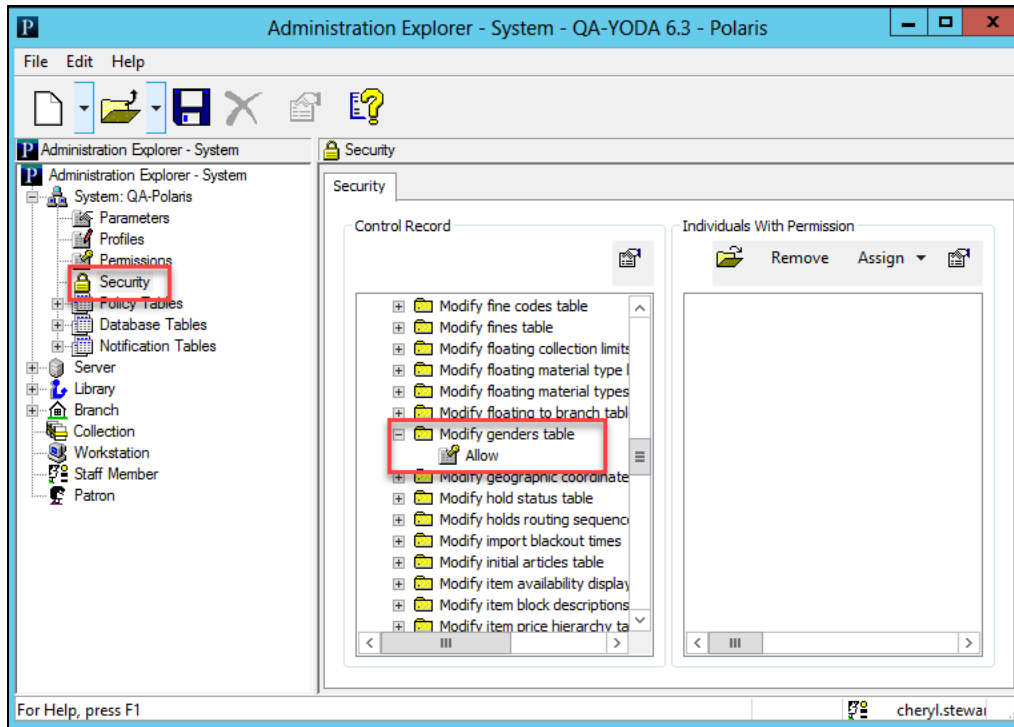 Administration Explorer - System - QA-YODA 6.3 - Polaris
File Edit Help
Administration Explorer - System
Security
Administration Explorer - System
System: QA-Polaris
Parameters
Profiles
Permissions
Security
Policy Tables
Database Tables
Notification Tables
Server
Library
Branch
Collection
Workstation
Staff Member
Patron
Security
Control Record
Modify fine codes table
Modify fines table
Modify floating collection limits
Modify floating material type l
Modify floating material types
Modify floating to branch tabl
Modify genders table
Allow
Modify geographic coordinate
Modify hold status table
Modify holds routing sequenc
Modify import blackout times
Modify initial articles table
Modify item availability display
Modify item block descriptions
Modify item price hierarchy ta
Individuals With Permission
Remove Assign
For Help, press F1
cheryl.stewar